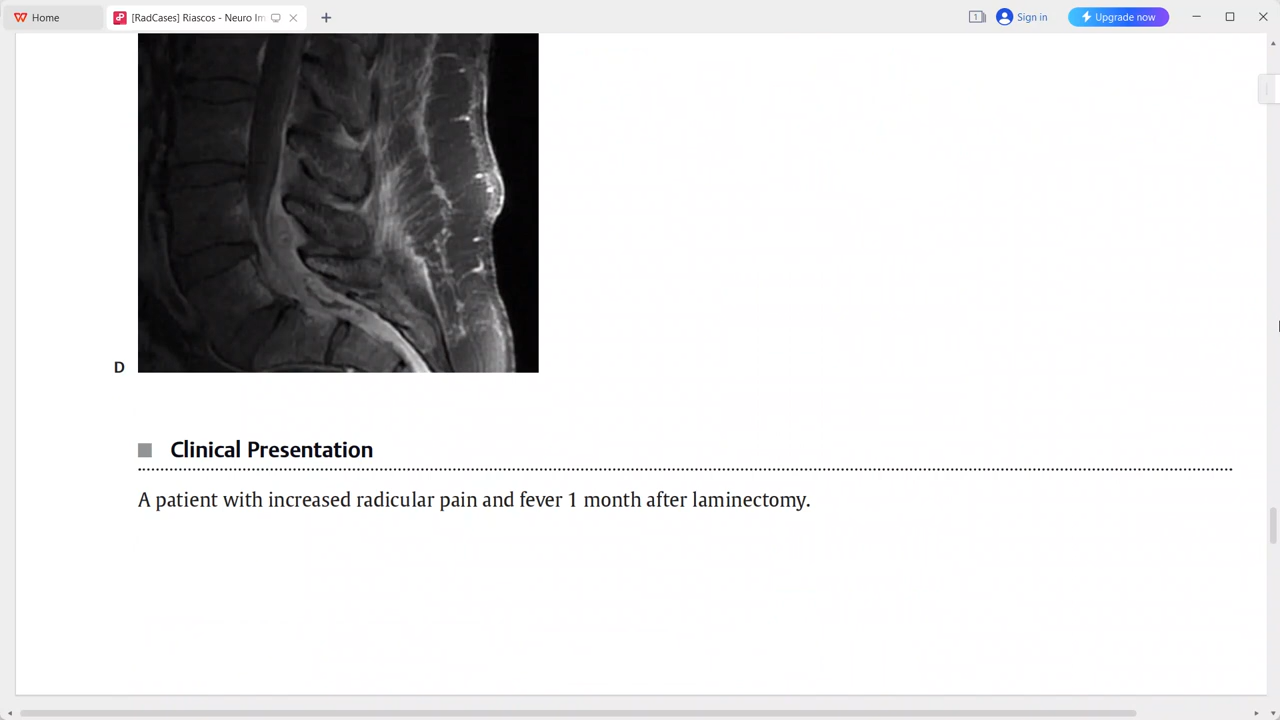 Home
[RadCases] Riascos - Neuro Im
1
Sign in
Upgrade now
D
Clinical Presentation
A patient with increased radicular pain and fever 1 month after laminectomy.